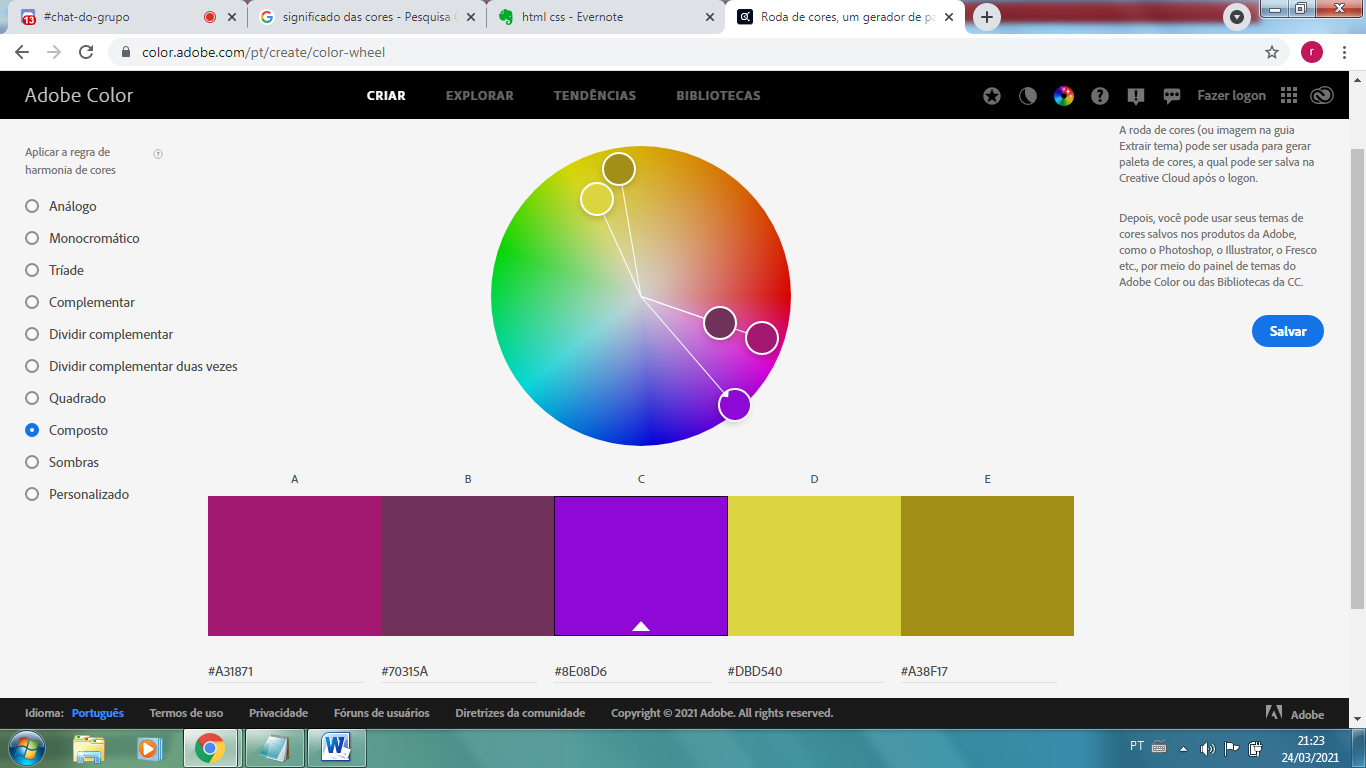 13
#chat-do-grupo
significado das cores - Pesquisa G
html css - Evernote
Roda de cores, um gerador de pa
color.adobe.com/pt/create/color-wheel
r
Adobe Color
CRIAR
EXPLORAR
TENDÊNCIAS
BIBLIOTECAS
Fazer logon
Aplicar a regra de
harmonia de cores
Análogo
Monocromático
Tríade
Complementar
Dividir complementar
Dividir complementar duas vezes
Quadrado
Composto
Sombras
Personalizado
A roda de cores (ou imagem na guia
Extrair tema) pode ser usada para gerar
paleta de cores, a qual pode ser salva na
Creative Cloud após o logon.
Depois, você pode usar seus temas de
cores salvos nos produtos da Adobe,
como o Photoshop, o Illustrator, o Fresco
etc., por meio do painel de temas do
Adobe Color ou das Bibliotecas da CC.
Salvar
A
B
C
D
E
#A31871
#70315A
#8E08D6
#DBD540
#A38F17
Idioma: Português
Termos de uso
Privacidade
Fóruns de usuários
Diretrizes da comunidade
Copyright © 2021 Adobe. All rights reserved.
Adobe
PT
21:23
24/03/2021